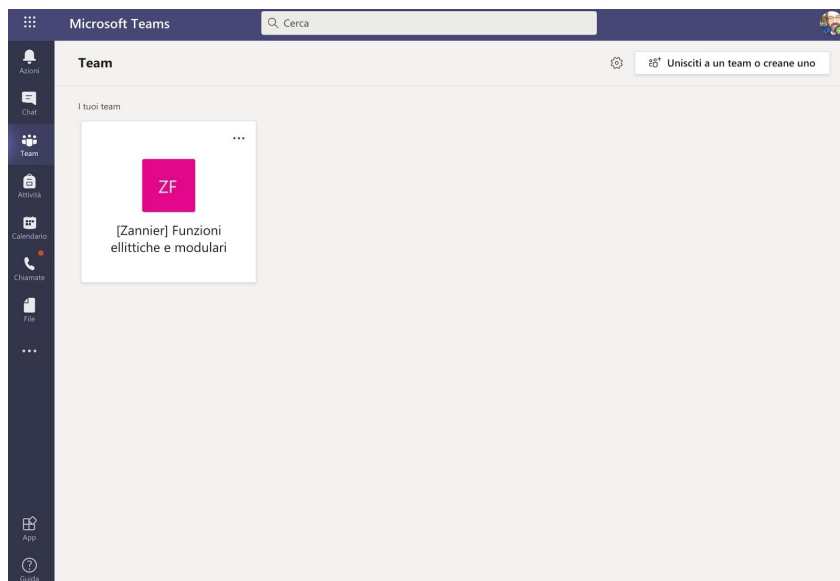 Microsoft Teams
Cerca
Azioni
Chat
Team
Attività
Calendario
Chiamate
File
App
Guida
Team
Unisciti a un team o creane uno
I tuoi team
ZF
[Zannier] Funzioni
ellittiche e modulari